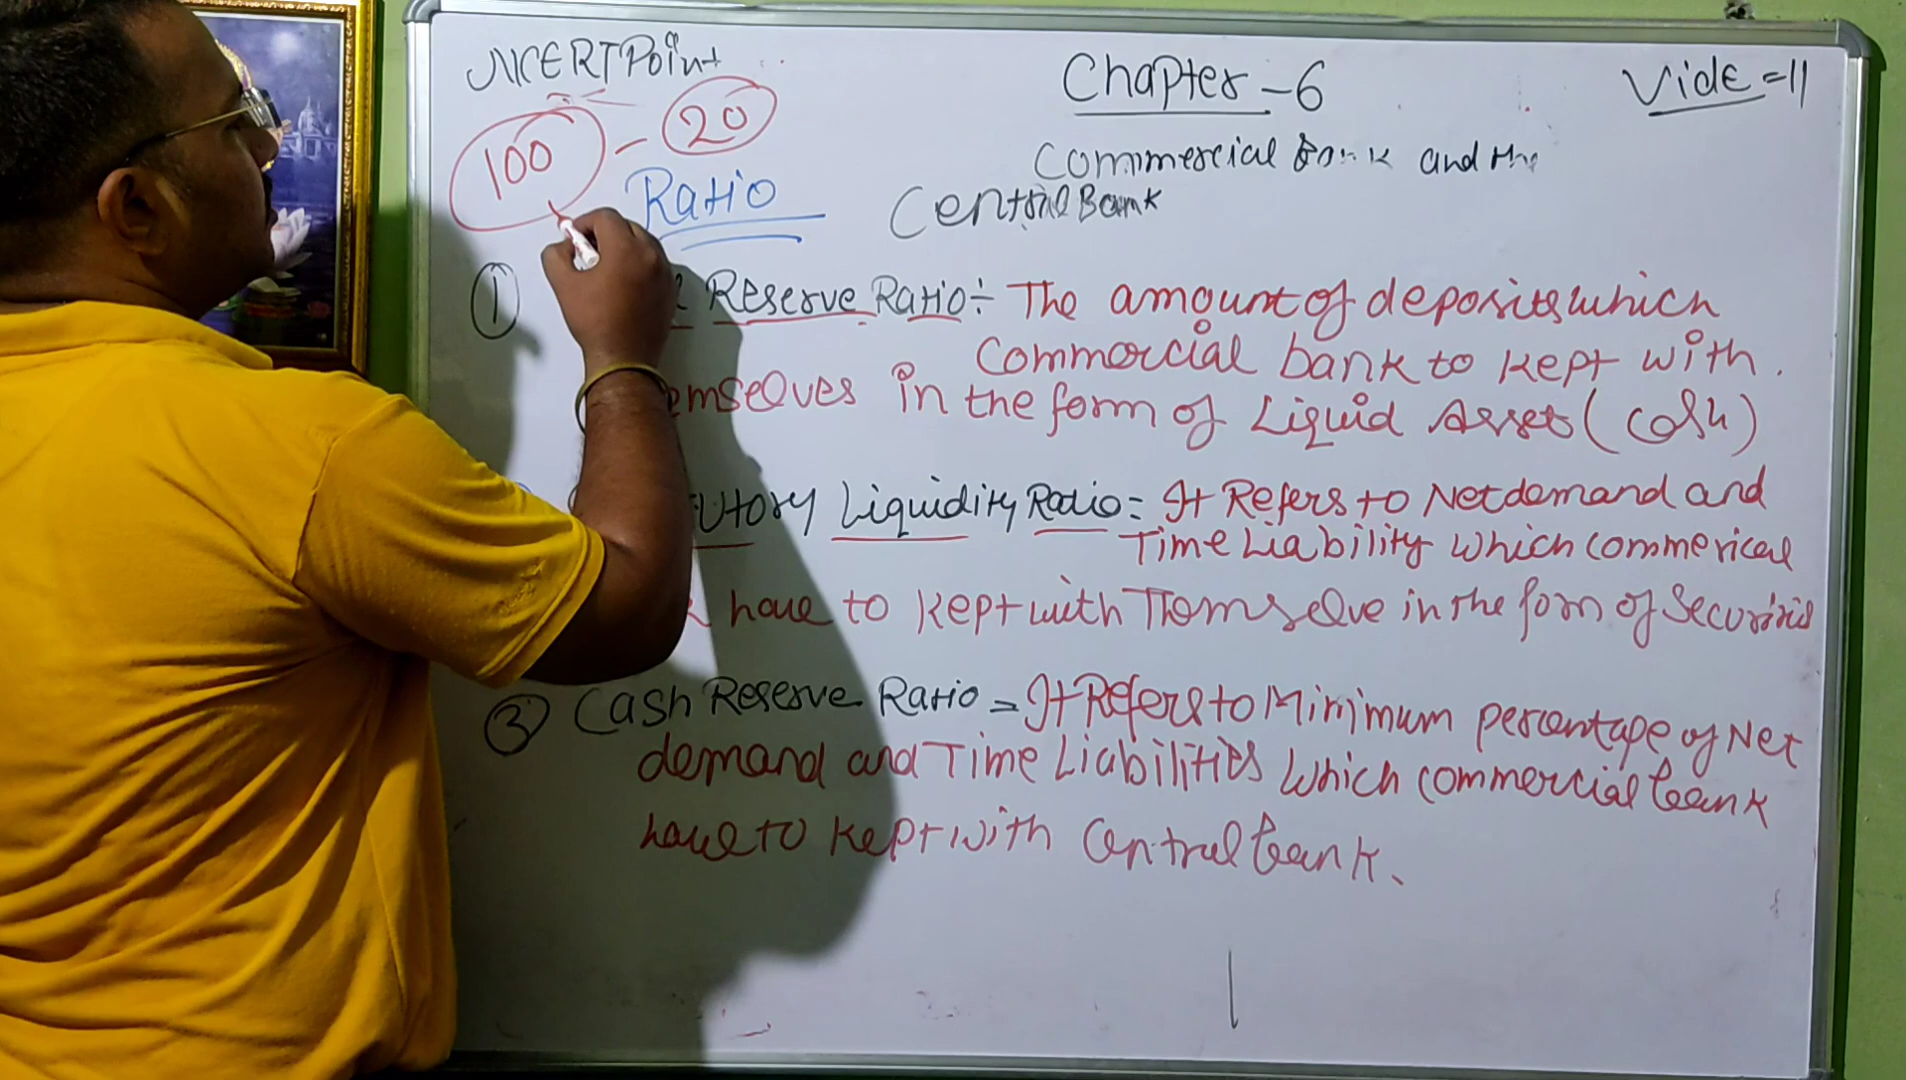 NCERT Point
Chapter - 6
Vide = 11
100 - 20
Commercial Bank and the
Ratio
Central Bank
① Reserve Ratio ÷ The amount of deposits which
commercial bank to kept with.
emselves in the form of Liquid Asset (cash)
utory Liquidity Ratio = It Refers to Net demand and
Time Liability which commerical
k have to kept with Themselve in the form of Securities
③ Cash Reserve Ratio = It Refers to Minimum percentage of Net
demand and Time Liabilities which commercial bank
have to kept with Central bank.